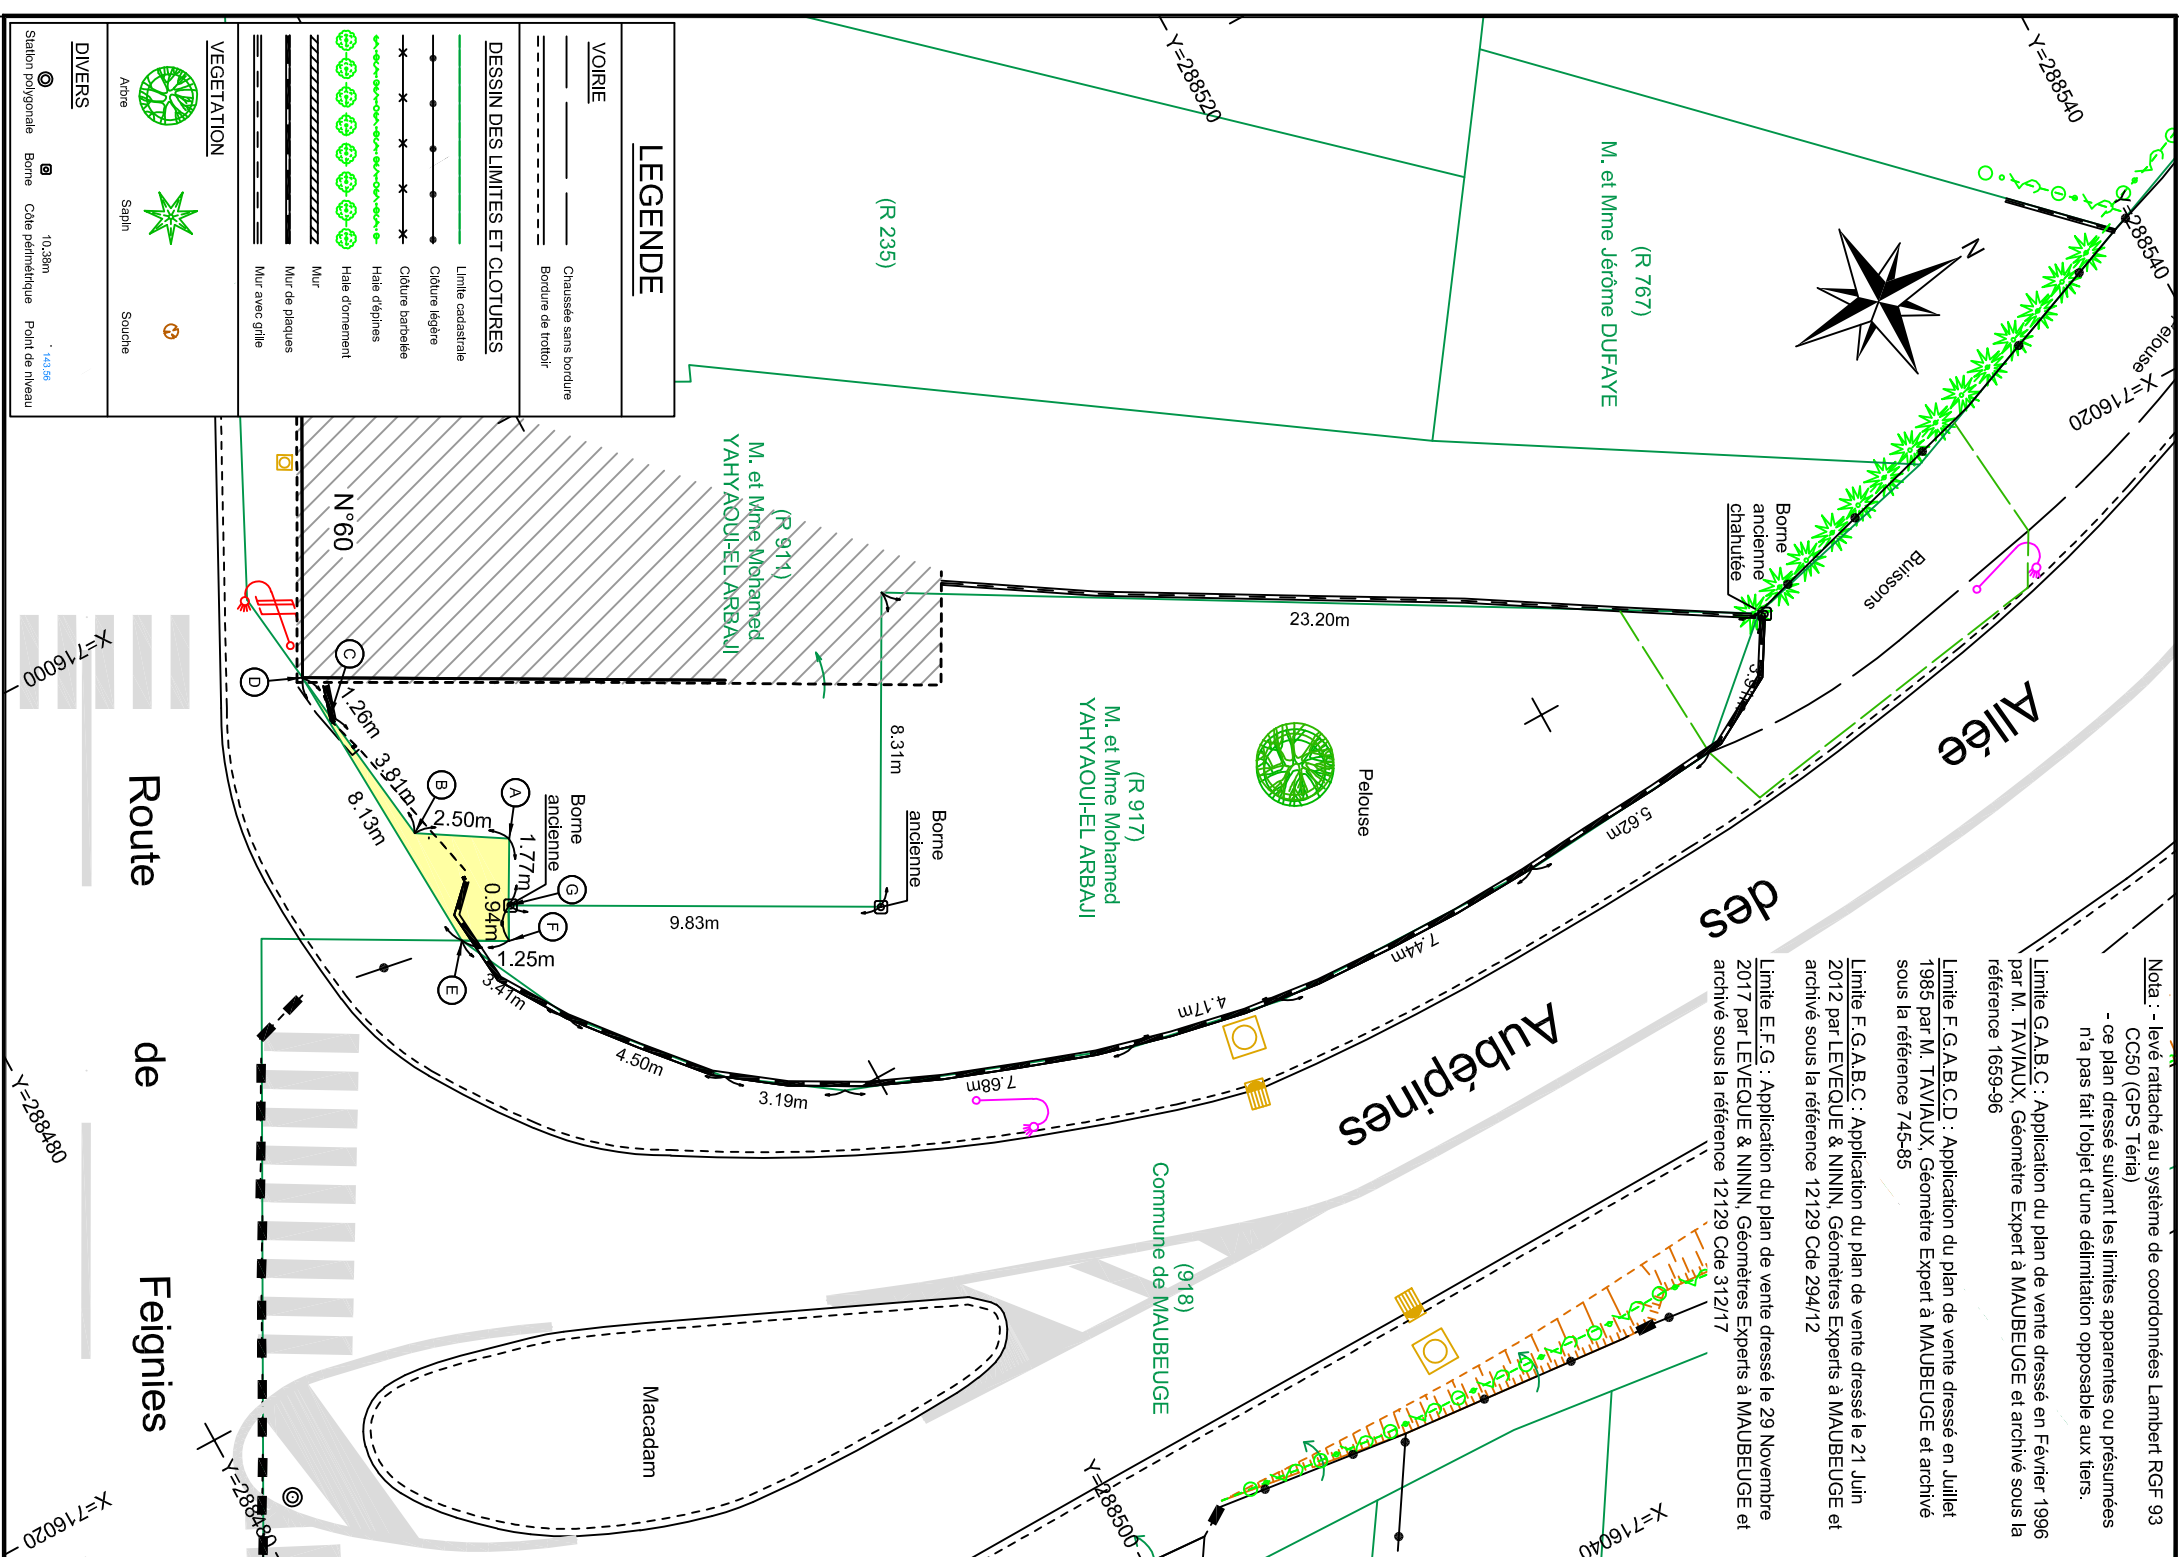 LEGENDE
VOIRIE
Chaussée sans bordure
Bordure de trottoir
DESSIN DES LIMITES ET CLOTURES
Limite cadastrale
Clôture légère
Clôture barbelée
Haie d'épines
Haie d'ornement
Mur
Mur de plaques
Mur avec grille
VEGETATION
Arbre
Sapin
Souche
DIVERS
Station polygonale
Borne
10.38m
Côte périmétrique
143.56
Point de niveau
Y=288520
Y=288540
Y=288540
X=716020
N
M. et Mme Jérôme DUFAYE
(R 767)
(R 235)
(R 911)
M. et Mme Mohamed
YAHYAOUI-EL ARBAJI
N°60
Borne
ancienne
chahutée
Buissons
23.20m
8.31m
(R 917)
M. et Mme Mohamed
YAHYAOUI-EL ARBAJI
Pelouse
Borne
ancienne
Borne
ancienne
9.83m
A
B
C
D
E
F
G
1.26m
3.81m
8.13m
2.50m
1.77m
0.94m
1.25m
3.41m
4.50m
3.19m
7.68m
4.17m
7.44m
5.62m
X=716000
Y=288480
Y=288480
X=716020
Y=288500
X=716040
Route
de
Feignies
Allée
des
Aubépines
(918)
Commune de MAUBEUGE
Macadam
Nota : - levé rattaché au système de coordonnées Lambert RGF 93
CC50 (GPS Téria)
- ce plan dressé suivant les limites apparentes ou présumées
n'a pas fait l'objet d'une délimitation opposable aux tiers.
Limite G.A.B.C : Application du plan de vente dressé en Février 1996
par M. TAVIAUX, Géomètre Expert à MAUBEUGE et archivé sous la
référence 1659-96
Limite F.G.A.B.C.D : Application du plan de vente dressé en Juillet
1985 par M. TAVIAUX, Géomètre Expert à MAUBEUGE et archivé
sous la référence 745-85
Limite F.G.A.B.C : Application du plan de vente dressé le 21 Juin
2012 par LEVEQUE & NININ, Géomètres Experts à MAUBEUGE et
archivé sous la référence 12129 Cde 294/12
Limite E.F.G : Application du plan de vente dressé le 29 Novembre
2017 par LEVEQUE & NININ, Géomètres Experts à MAUBEUGE et
archivé sous la référence 12129 Cde 312/17